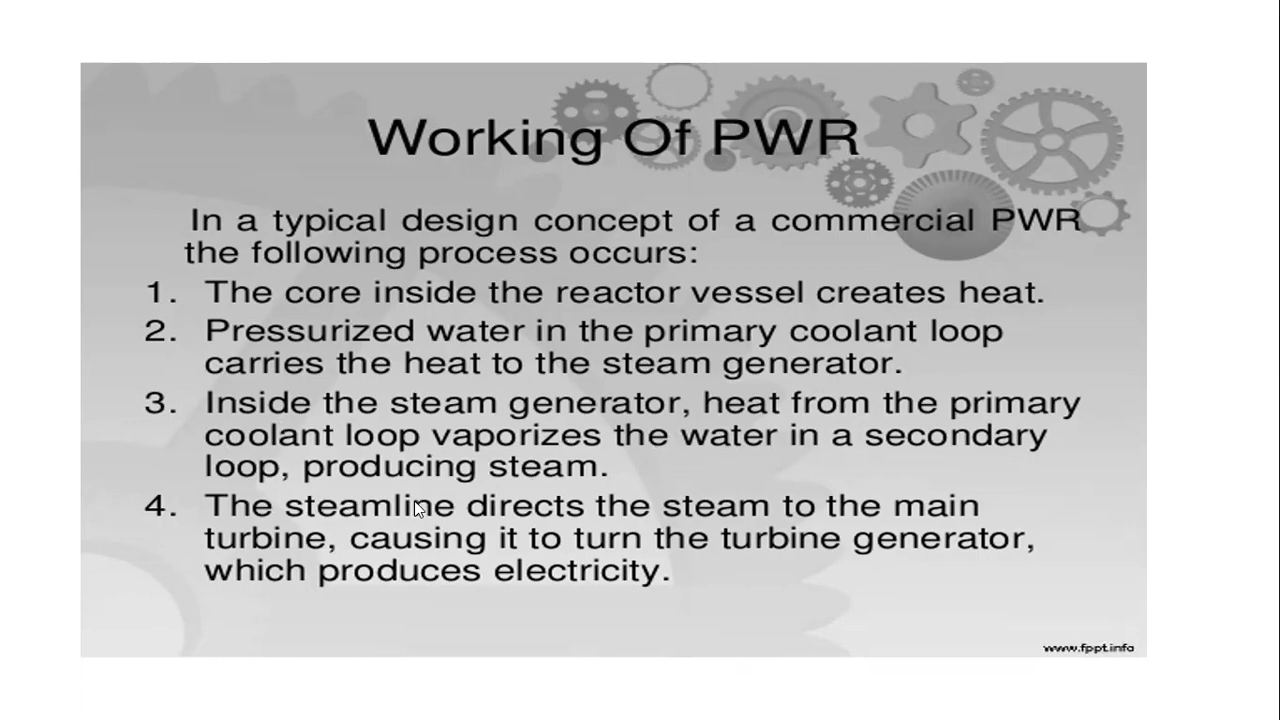 Working Of PWR
In a typical design concept of a commercial PWR
the following process occurs:
1. The core inside the reactor vessel creates heat.
2. Pressurized water in the primary coolant loop
carries the heat to the steam generator.
3. Inside the steam generator, heat from the primary
coolant loop vaporizes the water in a secondary
loop, producing steam.
4. The steamline directs the steam to the main
turbine, causing it to turn the turbine generator,
which produces electricity.
www.fppt.info